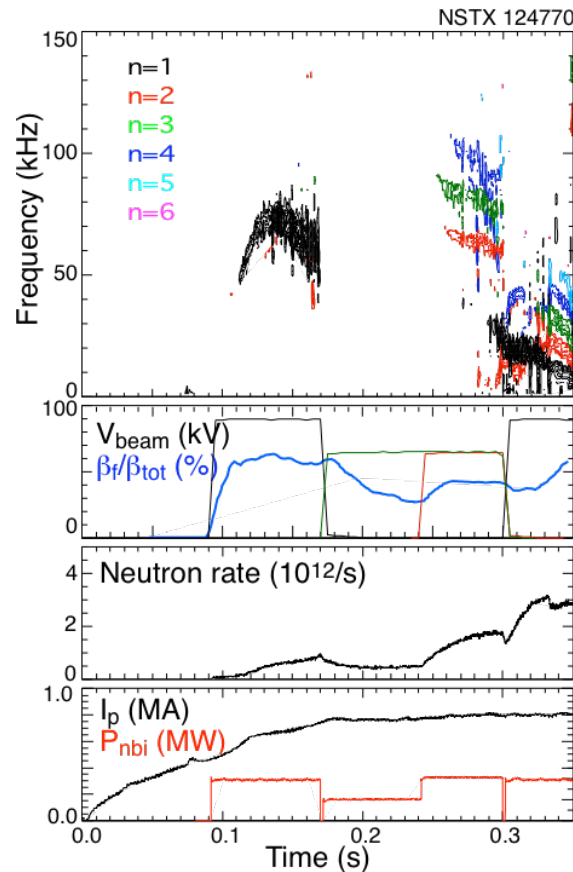 NSTX 124770
150
n=1
n=2
n=3
n=4
n=5
n=6
100
50
0
Frequency (kHz)
100
V_beam (kV)
β_f/β_tot (%)
0
Neutron rate (10^12/s)
4
2
0
1.0
I_p (MA)
P_nbi (MW)
0.0
0.0 0.1 0.2 0.3
Time (s)